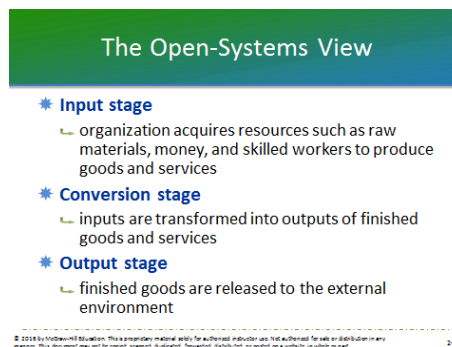 The Open-Systems View
Input stage
organization acquires resources such as raw
materials, money, and skilled workers to produce
goods and services
Conversion stage
inputs are transformed into outputs of finished
goods and services
Output stage
finished goods are released to the external
environment
© 2016 by McGraw-Hill Education. This is proprietary material solely for authorized instructor use. Not authorized for sale or distribution in any